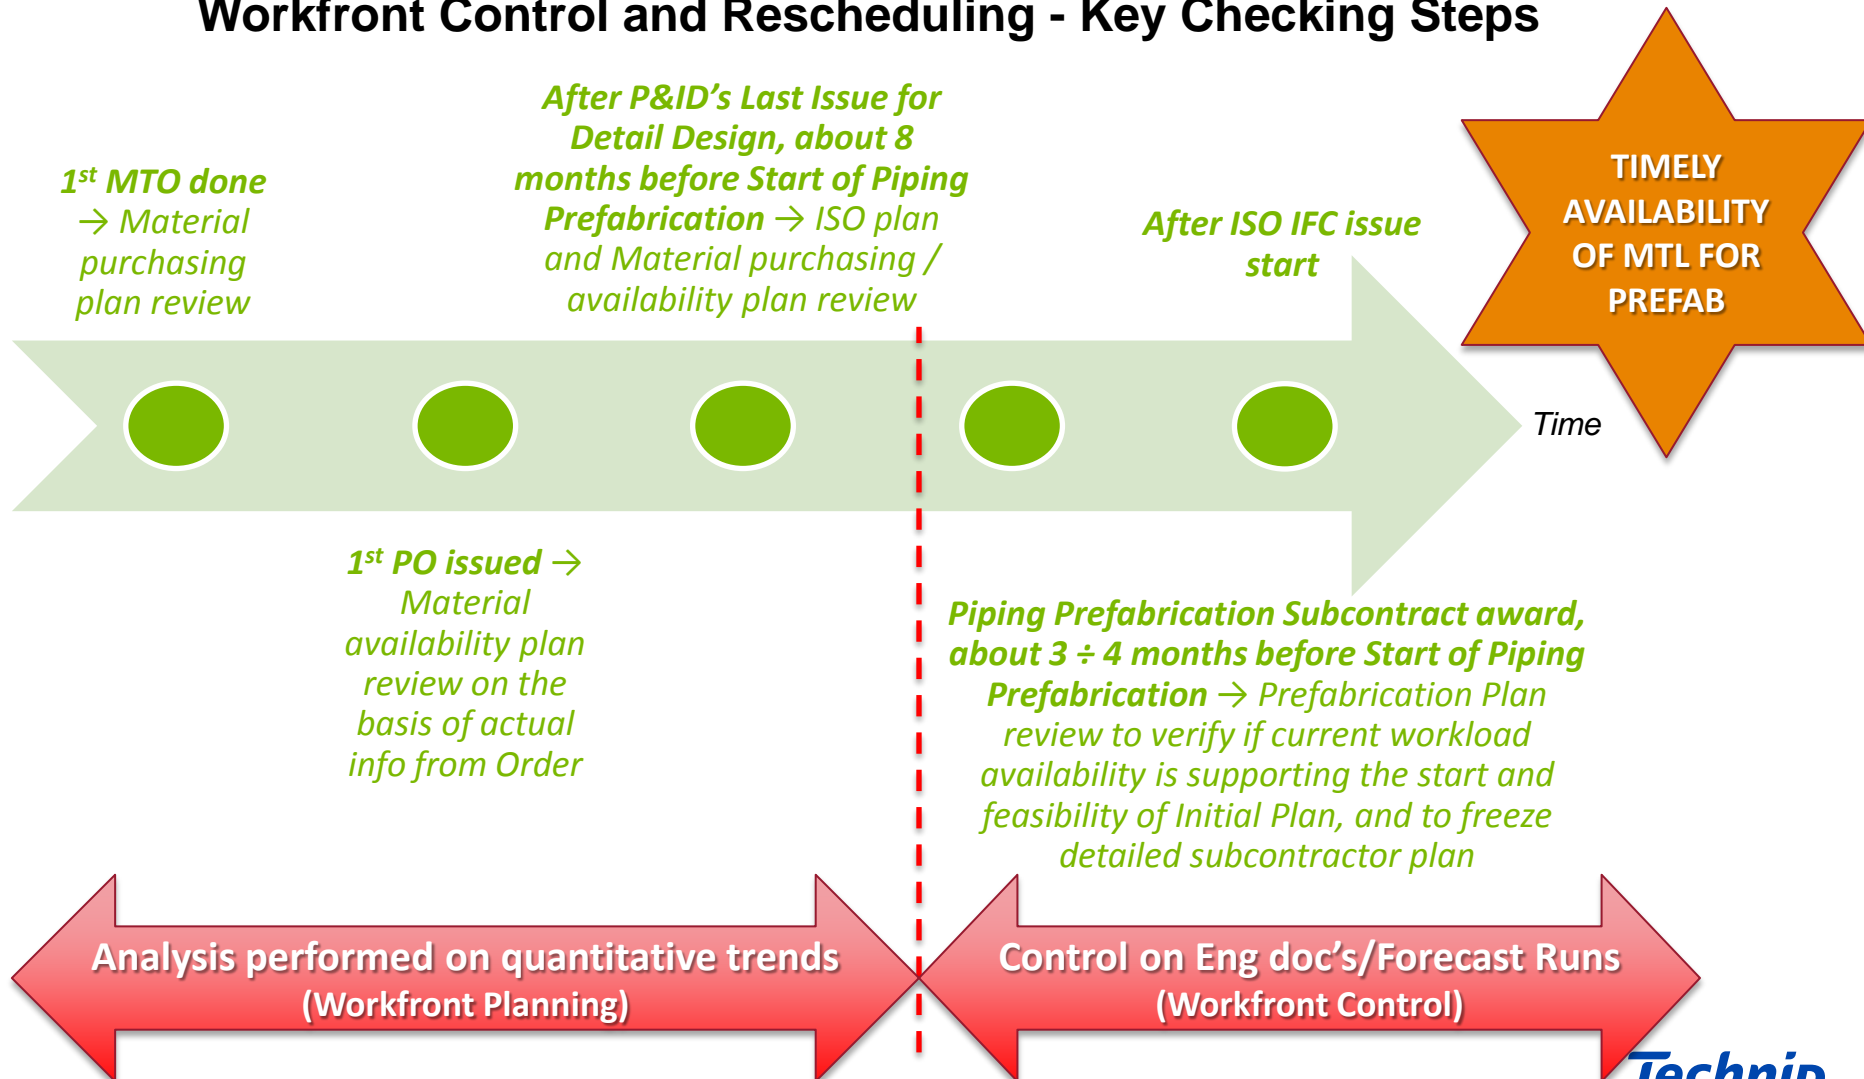 Workfront Control and Rescheduling - Key Checking Steps
1st MTO done
→ Material
purchasing
plan review
After P&ID’s Last Issue for
Detail Design, about 8
months before Start of Piping
Prefabrication → ISO plan
and Material purchasing /
availability plan review
After ISO IFC issue
start
TIMELY
AVAILABILITY
OF MTL FOR
PREFAB
Time
1st PO issued →
Material
availability plan
review on the
basis of actual
info from Order
Piping Prefabrication Subcontract award,
about 3 ÷ 4 months before Start of Piping
Prefabrication → Prefabrication Plan
review to verify if current workload
availability is supporting the start and
feasibility of Initial Plan, and to freeze
detailed subcontractor plan
Analysis performed on quantitative trends
(Workfront Planning)
Control on Eng doc’s/Forecast Runs
(Workfront Control)
Technip